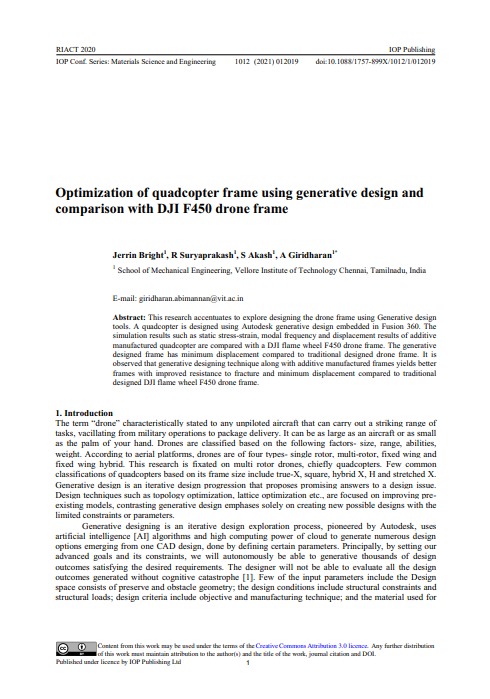 RIACT 2020
IOP Publishing
IOP Conf. Series: Materials Science and Engineering 1012 (2021) 012019 doi:10.1088/1757-899X/1012/1/012019
Optimization of quadcopter frame using generative design and
comparison with DJI F450 drone frame
Jerrin Bright1, R Suryaprakash1, S Akash1, A Giridharan1*
1 School of Mechanical Engineering, Vellore Institute of Technology Chennai, Tamilnadu, India
E-mail: giridharan.abimannan@vit.ac.in
Abstract: This research accentuates to explore designing the drone frame using Generative design
tools. A quadcopter is designed using Autodesk generative design embedded in Fusion 360. The
simulation results such as static stress-strain, modal frequency and displacement results of additive
manufactured quadcopter are compared with a DJI flame wheel F450 drone frame. The generative
designed frame has minimum displacement compared to traditional designed drone frame. It is
observed that generative designing technique along with additive manufactured frames yields better
frames with improved resistance to fracture and minimum displacement compared to traditional
designed DJI flame wheel F450 drone frame.
1. Introduction
The term “drone” characteristically stated to any unpiloted aircraft that can carry out a striking range of
tasks, vacillating from military operations to package delivery. It can be as large as an aircraft or as small
as the palm of your hand. Drones are classified based on the following factors- size, range, abilities,
weight. According to aerial platforms, drones are of four types- single rotor, multi-rotor, fixed wing and
fixed wing hybrid. This research is fixated on multi rotor drones, chiefly quadcopters. Few common
classifications of quadcopters based on its frame size include true-X, square, hybrid X, H and stretched X.
Generative design is an iterative design progression that proposes promising answers to a design issue.
Design techniques such as topology optimization, lattice optimization etc., are focused on improving pre-
existing models, contrasting generative design emphases solely on creating new possible designs with the
limited constraints or parameters.
Generative designing is an iterative design exploration process, pioneered by Autodesk, uses
artificial intelligence [AI] algorithms and high computing power of cloud to generate numerous design
options emerging from one CAD design, done by defining certain parameters. Principally, by setting our
advanced goals and its constraints, we will autonomously be able to generative thousands of design
outcomes satisfying the desired requirements. The designer will not be able to evaluate all the design
outcomes generated without cognitive catastrophe [1]. Few of the input parameters include the Design
space consists of preserve and obstacle geometry; the design conditions include structural constraints and
structural loads; design criteria include objective and manufacturing technique; and the material used for
Content from this work may be used under the terms of the Creative Commons Attribution 3.0 licence. Any further distribution
of this work must maintain attribution to the author(s) and the title of the work, journal citation and DOI.
Published under licence by IOP Publishing Ltd
1